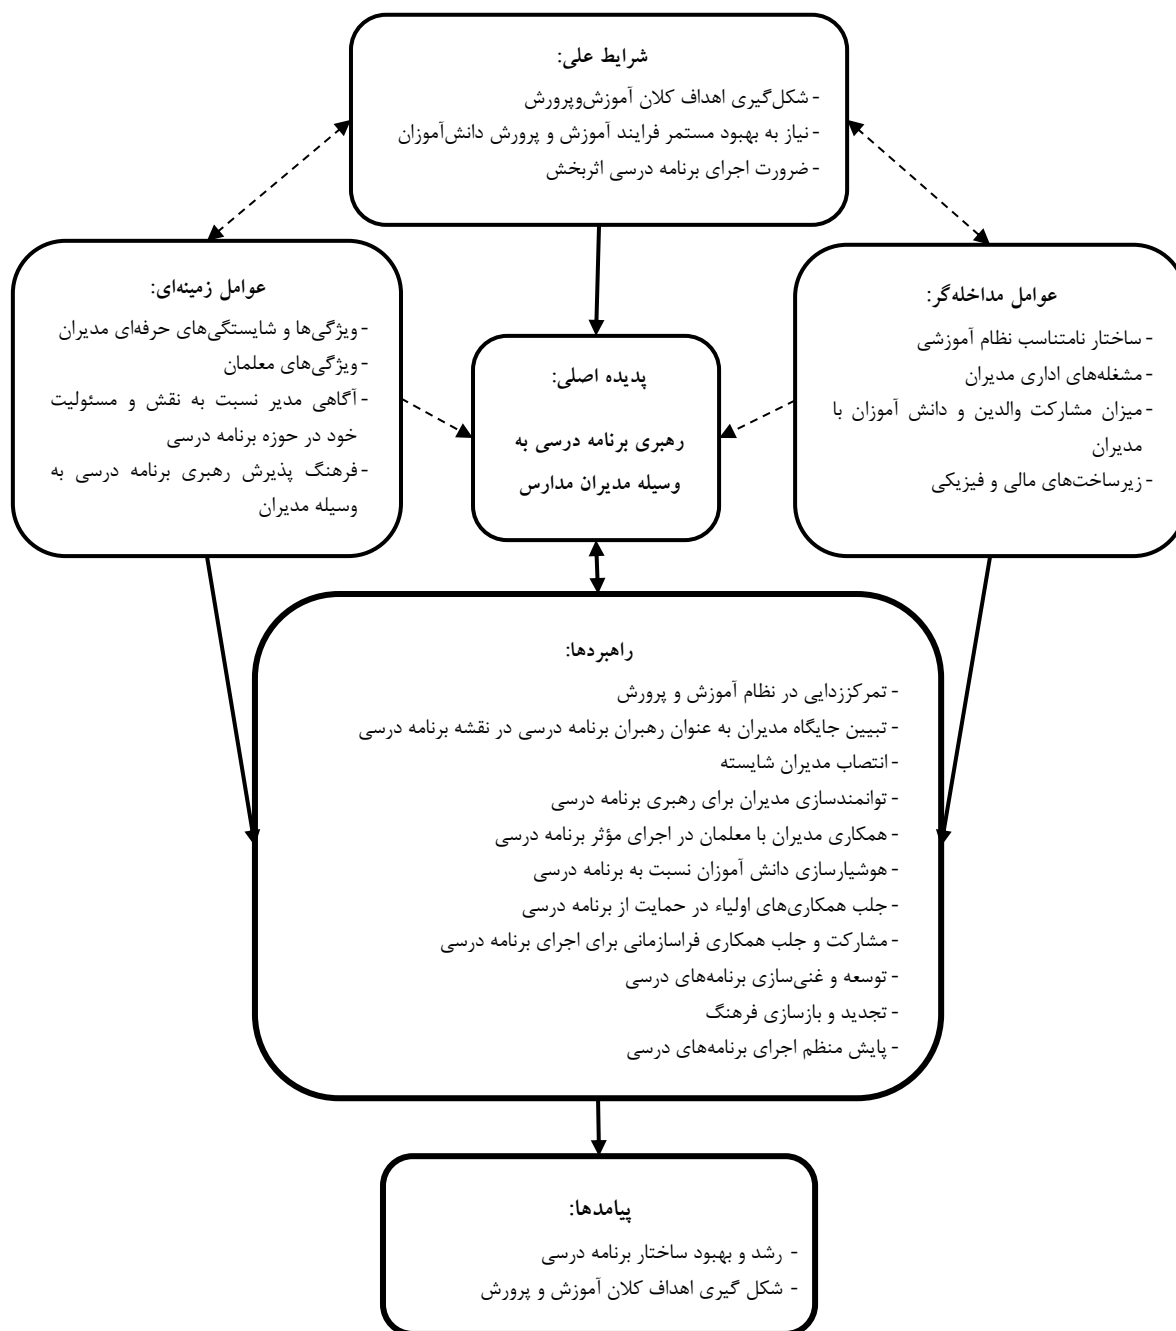 شرایط علی:
- شکل‌گیری اهداف کلان آموزش‌وپرورش
- نیاز به بهبود مستمر فرایند آموزش و پرورش دانش‌آموزان
- ضرورت اجرای برنامه درسی اثربخش
عوامل مداخله‌گر:
- ساختار نامتناسب نظام آموزشی
- مشغله‌های اداری مدیران
- میزان مشارکت والدین و دانش آموزان با
مدیران
- زیرساخت‌های مالی و فیزیکی
پدیده اصلی:
رهبری برنامه درسی به
وسیله مدیران مدارس
عوامل زمینه‌ای:
- ویژگی‌ها و شایستگی‌های حرفه‌ای مدیران
- ویژگی‌های معلمان
- آگاهی مدیر نسبت به نقش و مسئولیت
خود در حوزه برنامه درسی
- فرهنگ پذیرش رهبری برنامه درسی به
وسیله مدیران
راهبردها:
- تمرکززدایی در نظام آموزش و پرورش
- تبیین جایگاه مدیران به عنوان رهبران برنامه درسی در نقشه برنامه درسی
- انتصاب مدیران شایسته
- توانمندسازی مدیران برای رهبری برنامه درسی
- همکاری مدیران با معلمان در اجرای مؤثر برنامه درسی
- هوشیارسازی دانش آموزان نسبت به برنامه درسی
- جلب همکاری‌های اولیاء در حمایت از برنامه درسی
- مشارکت و جلب همکاری فراسازمانی برای اجرای برنامه درسی
- توسعه و غنی‌سازی برنامه‌های درسی
- تجدید و بازسازی فرهنگ
- پایش منظم اجرای برنامه‌های درسی
پیامدها:
- رشد و بهبود ساختار برنامه درسی
- شکل گیری اهداف کلان آموزش و پرورش